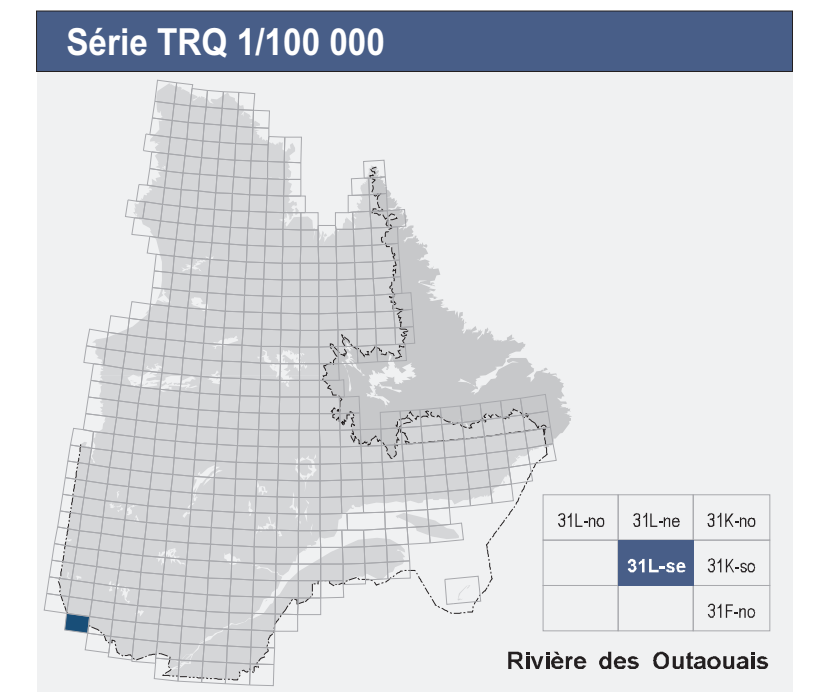 Série TRQ 1/100 000
31L-no 31L-ne 31K-no
31L-se 31K-so
31F-no
Rivière des Outaouais